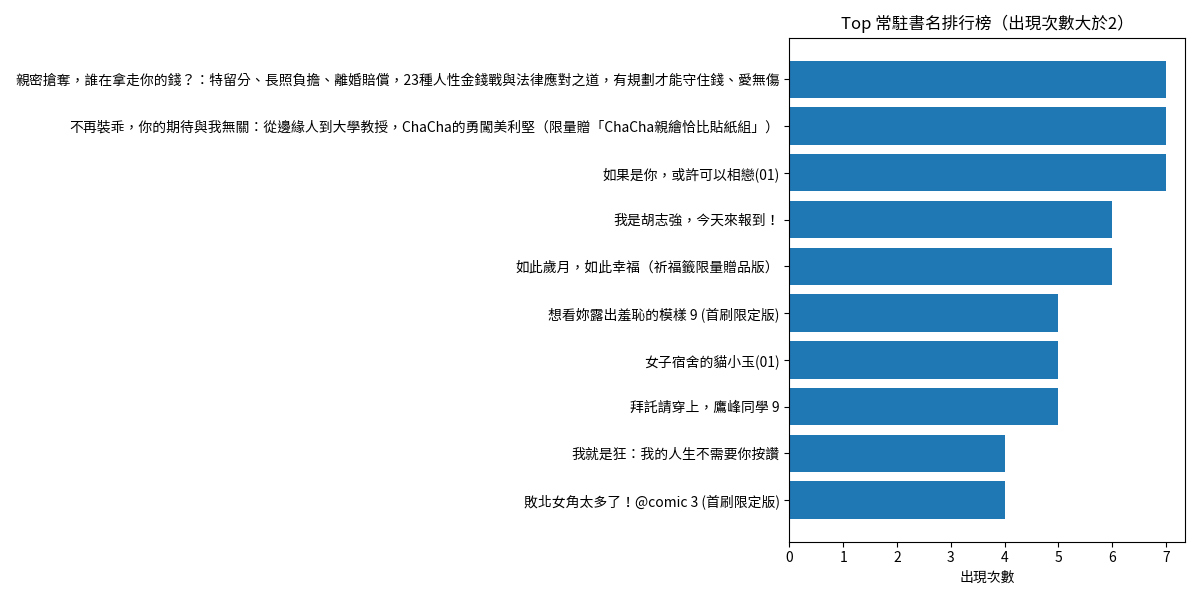 Top 常駐書名排行榜（出現次數大於2）
親密搶奪，誰在拿走你的錢？：特留分、長照負擔、離婚賠償，23種人性金錢戰與法律應對之道，有規劃才能守住錢、愛無傷
不再裝乖，你的期待與我無關：從邊緣人到大學教授，ChaCha的勇闖美利堅（限量贈「ChaCha親繪恰比貼紙組」）
如果是你，或許可以相戀(01)
我是胡志強，今天來報到！
如此歲月，如此幸福（祈福籤限量贈品版）
想看妳露出羞恥的模樣 9 (首刷限定版)
女子宿舍的貓小玉(01)
拜託請穿上，鷹峰同學 9
我就是狂：我的人生不需要你按讚
敗北女角太多了！@comic 3 (首刷限定版)
0 1 2 3 4 5 6 7
出現次數